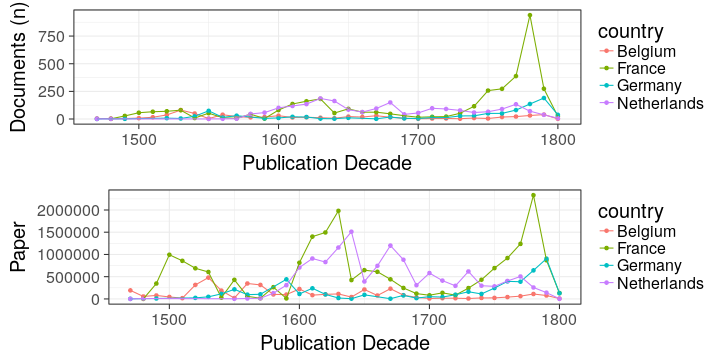 Documents (n)
750
500
250
0
1500
1600
1700
1800
Publication Decade
country
Belgium
France
Germany
Netherlands
Paper
2000000
1500000
1000000
500000
0
1500
1600
1700
1800
Publication Decade
country
Belgium
France
Germany
Netherlands